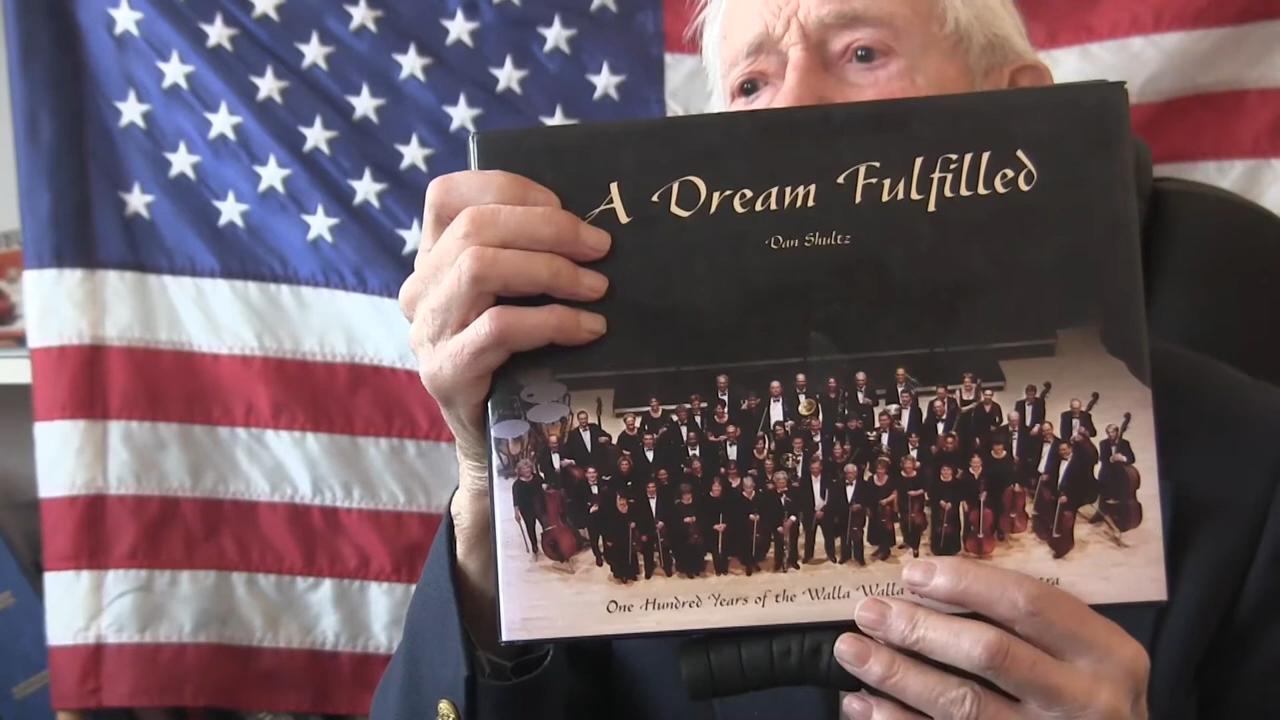 A Dream Fulfilled
Dan Shultz
One Hundred Years of the Walla Walla